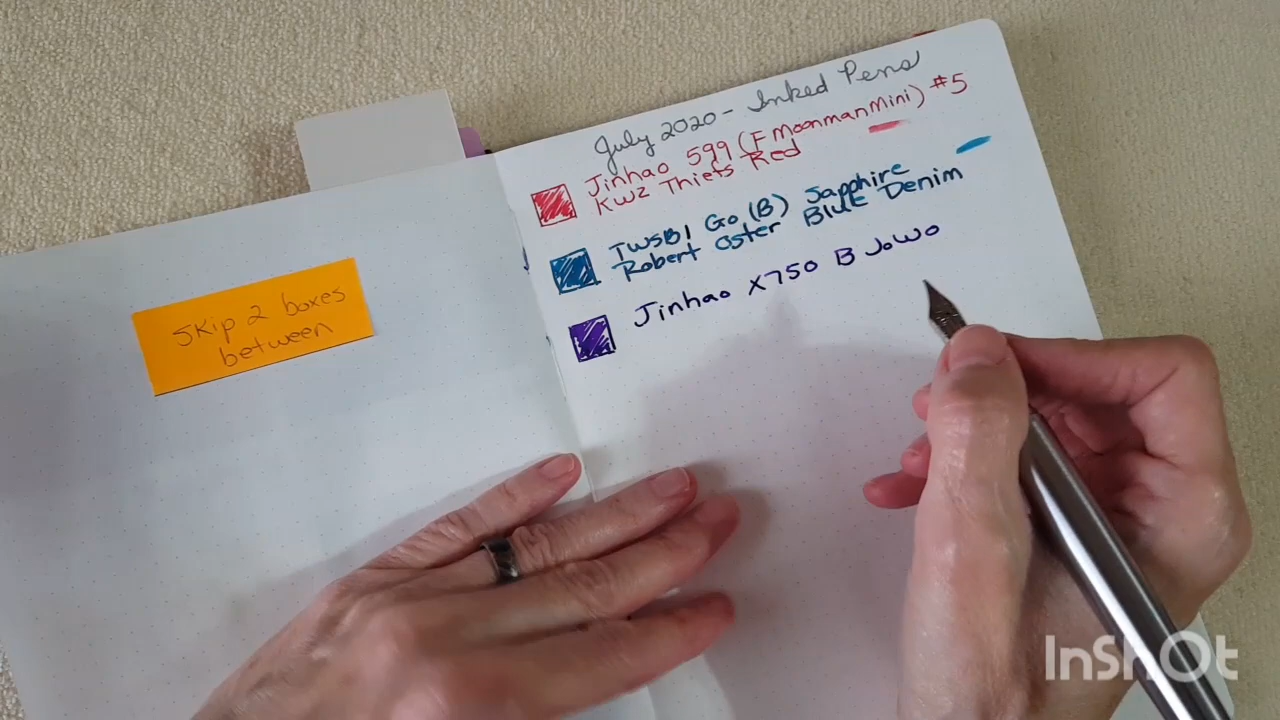 July 2020 - Inked Pens
Jinhao 599 (F Moonman Mini) #5
KWZ Thiefs Red
TWSBI Go (B) Sapphire
Robert Oster Blue Denim
Jinhao X750 B Jowo
Skip 2 boxes
between
InShOt